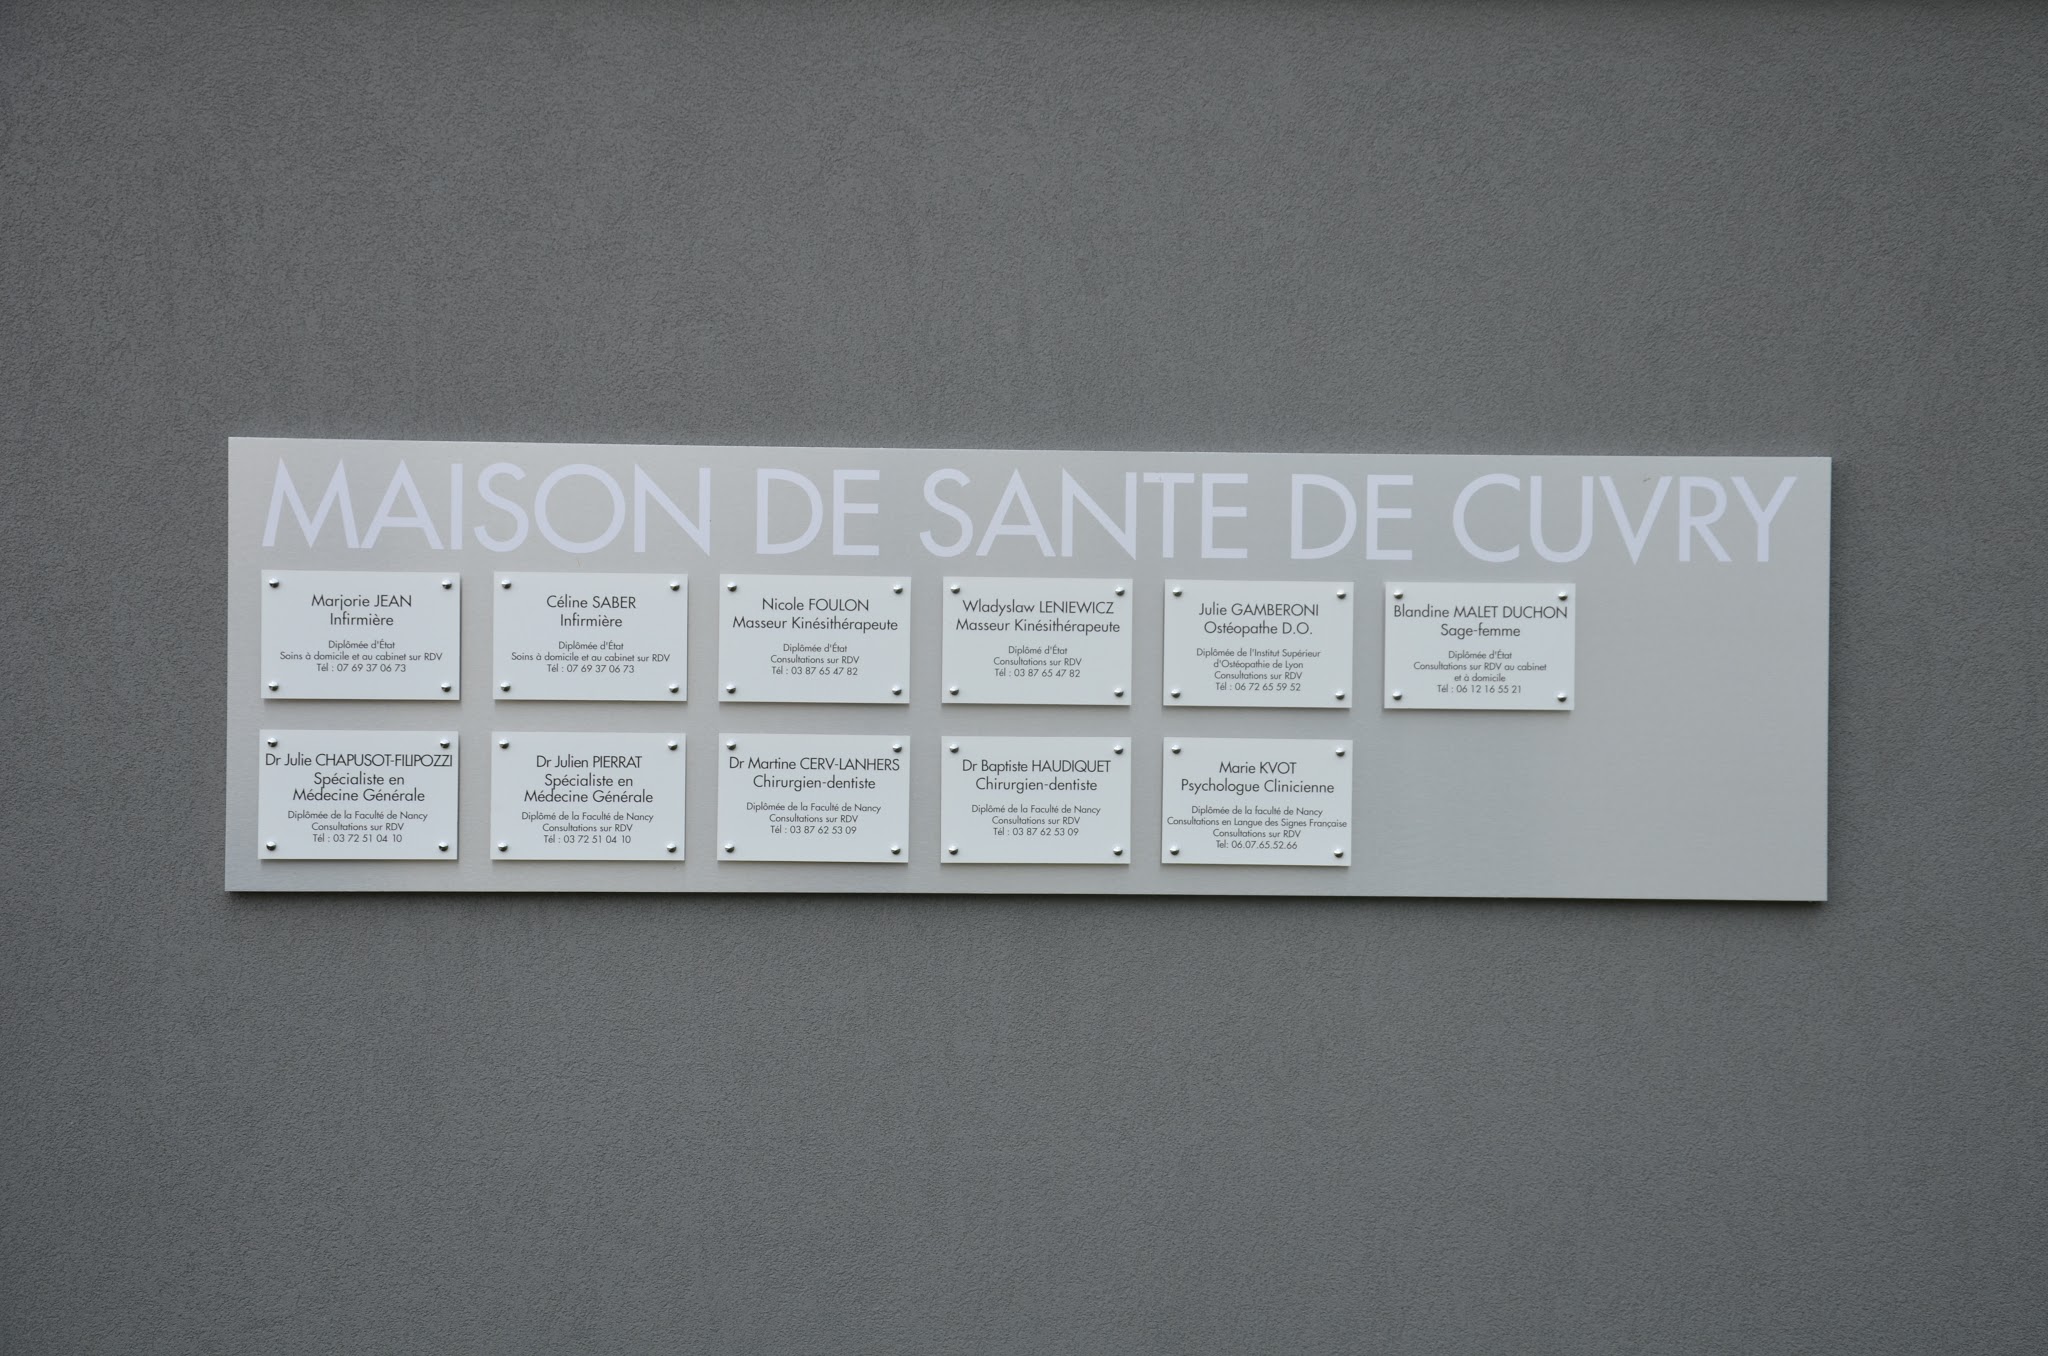 MAISON DE SANTE DE CUVRY
Marjorie JEAN
Infirmière
Diplômée d'État
Soins à domicile et au cabinet sur RDV
Tél : 07 69 37 06 73
Céline SABER
Infirmière
Diplômée d'État
Soins à domicile et au cabinet sur RDV
Tél : 07 69 37 06 73
Nicole FOULON
Masseur Kinésithérapeute
Diplômée d'État
Consultations sur RDV
Tél : 03 87 65 47 82
Wladyslaw LENIEWICZ
Masseur Kinésithérapeute
Diplômé d'État
Consultations sur RDV
Tél : 03 87 65 47 82
Julie GAMBERONI
Ostéopathe D.O.
Diplômée de l'Institut Supérieur
d'Ostéopathie de Lyon
Consultations sur RDV
Tél : 06 72 65 59 52
Blandine MALET DUCHON
Sage-femme
Diplômée d'État
Consultations sur RDV au cabinet
et à domicile
Tél : 06 12 16 55 21
Dr Julie CHAPUSOT-FILIPOZZI
Spécialiste en
Médecine Générale
Diplômée de la Faculté de Nancy
Consultations sur RDV
Tél : 03 72 51 04 10
Dr Julien PIERRAT
Spécialiste en
Médecine Générale
Diplômé de la Faculté de Nancy
Consultations sur RDV
Tél : 03 72 51 04 10
Dr Martine CERV-LANHERS
Chirurgien-dentiste
Diplômée de la Faculté de Nancy
Consultations sur RDV
Tél : 03 87 62 53 09
Dr Baptiste HAUDIQUET
Chirurgien-dentiste
Diplômé de la Faculté de Nancy
Consultations sur RDV
Tél : 03 87 62 53 09
Marie KVOT
Psychologue Clinicienne
Diplômée de la faculté de Nancy
Consultations en Langue des Signes Française
Consultations sur RDV
Tel: 06.07.65.52.66